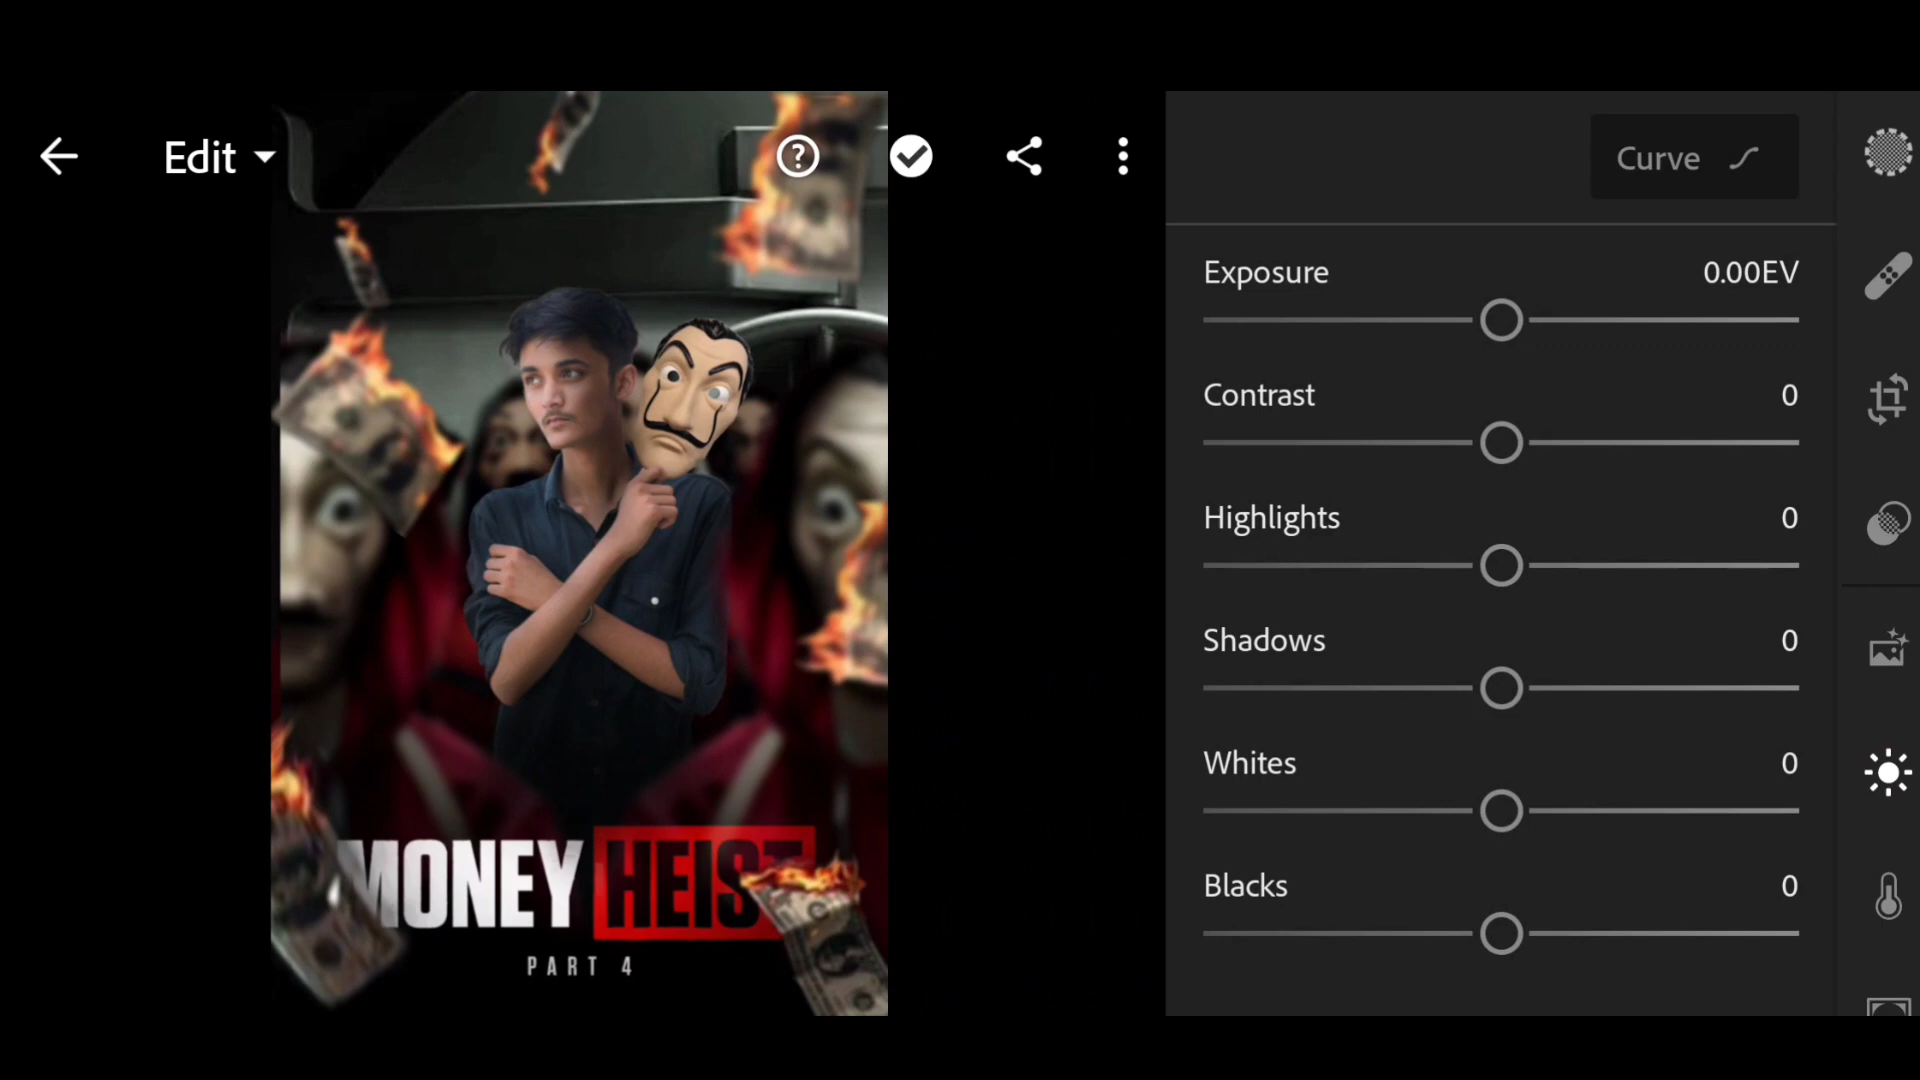 Edit
Curve
Exposure 0.00EV
Contrast 0
Highlights 0
Shadows 0
Whites 0
Blacks 0
MONEY HEIST
PART 4